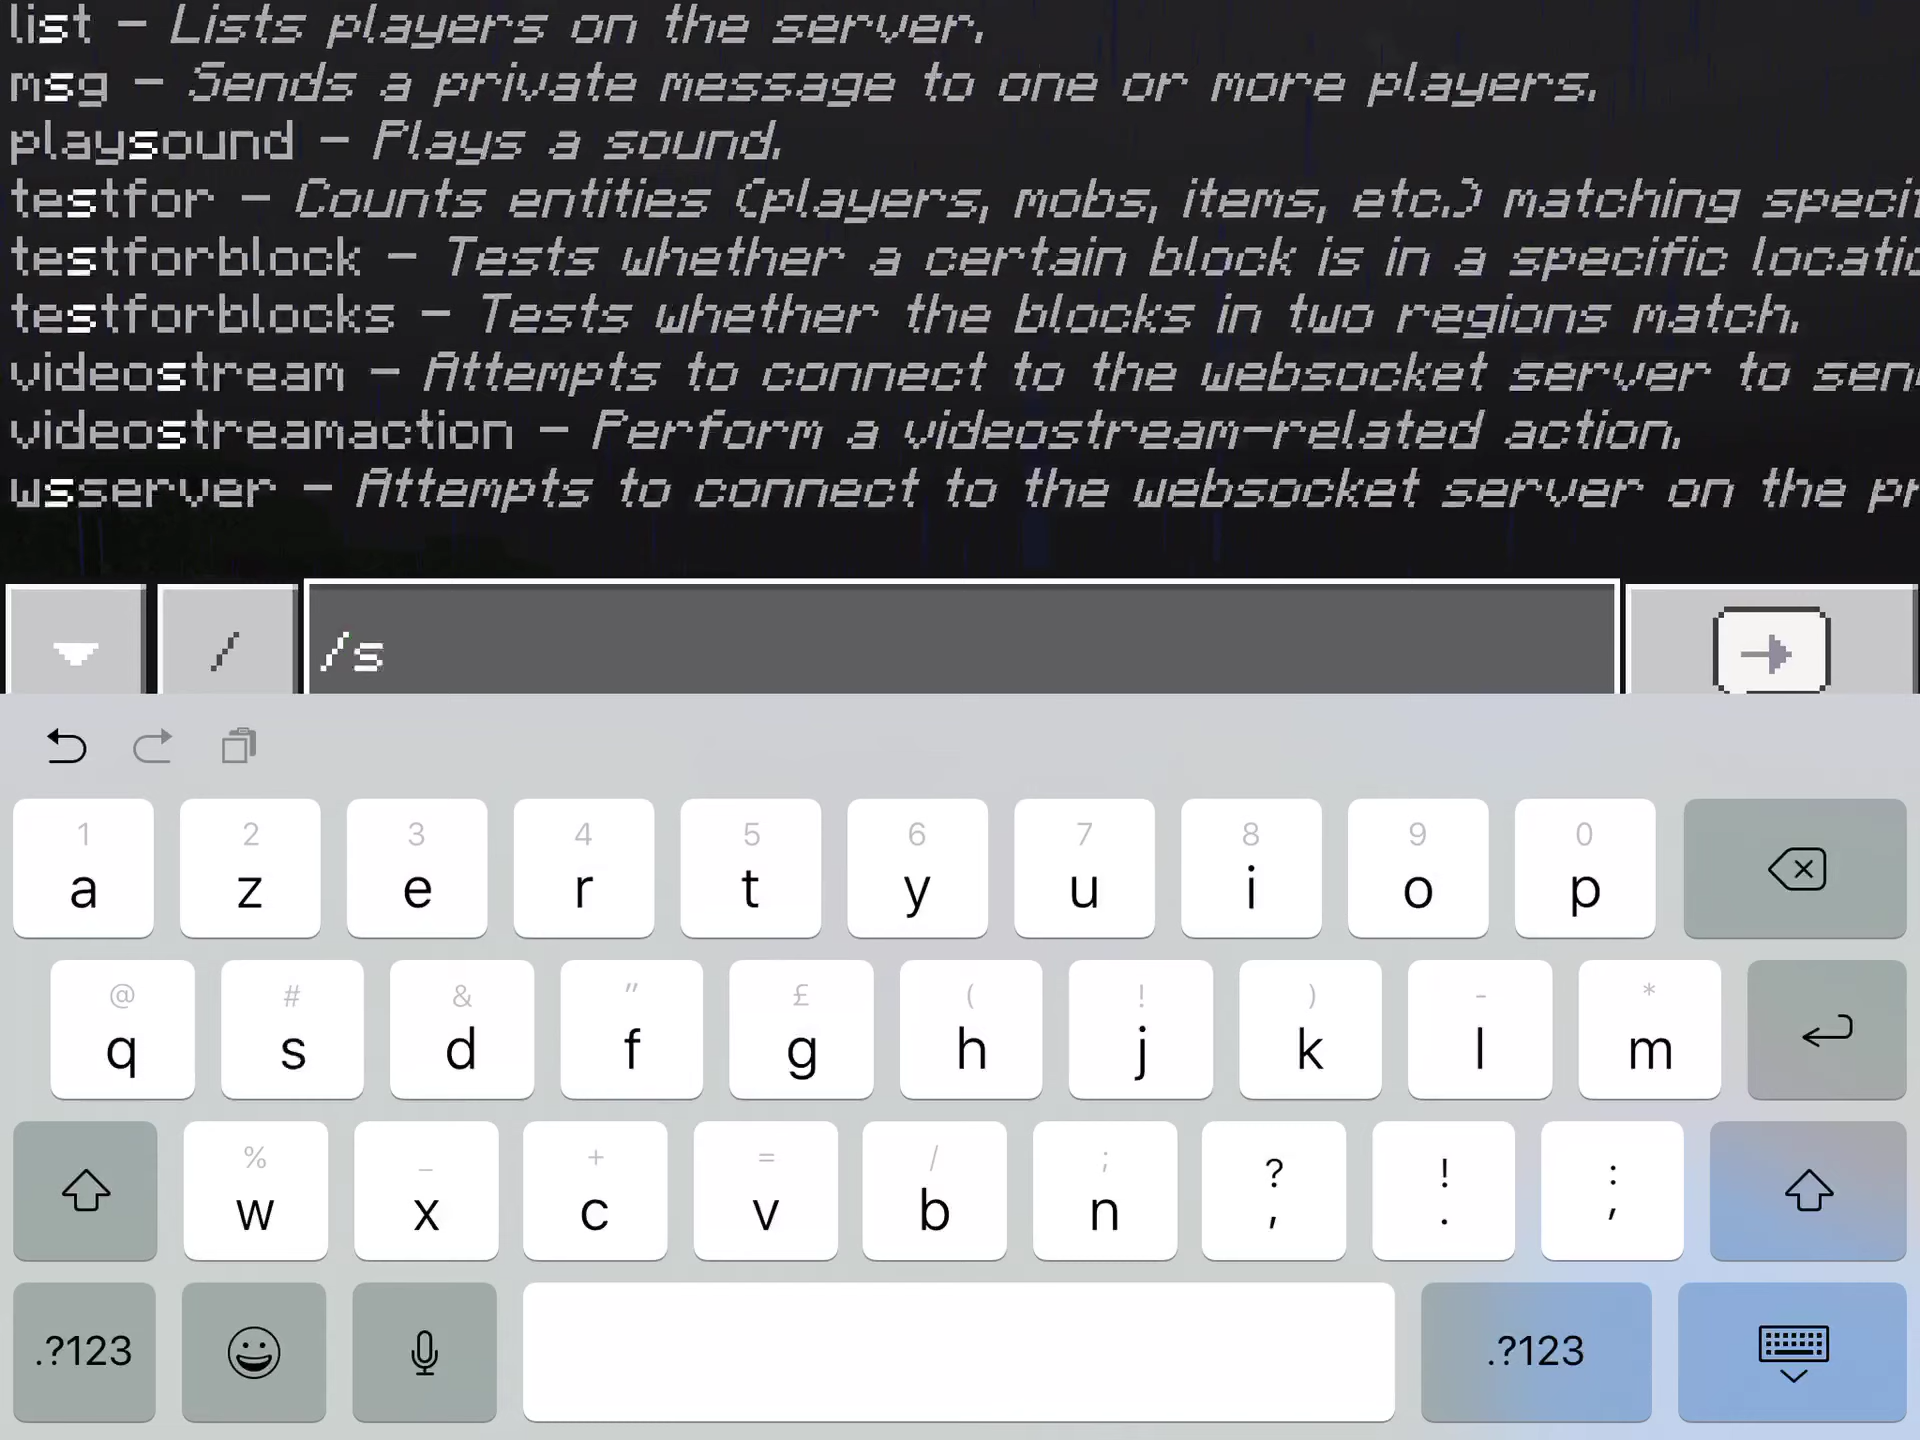 list - Lists players on the server.
msg - Sends a private message to one or more players.
playsound - Plays a sound.
testfor - Counts entities (players, mobs, items, etc.) matching specif
testforblock - Tests whether a certain block is in a specific locatio
testforblocks - Tests whether the blocks in two regions match.
videostream - Attempts to connect to the websocket server to sen
videostreamaction - Perform a videostream-related action.
wsserver - Attempts to connect to the websocket server on the pr
/ /s
1 2 3 4 5 6 7 8 9 0
a z e r t y u i o p
@ # & " £ ( ! ) - *
q s d f g h j k l m
% _ + = / ; ? ! :
w x c v b n , . ,
.?123 .?123